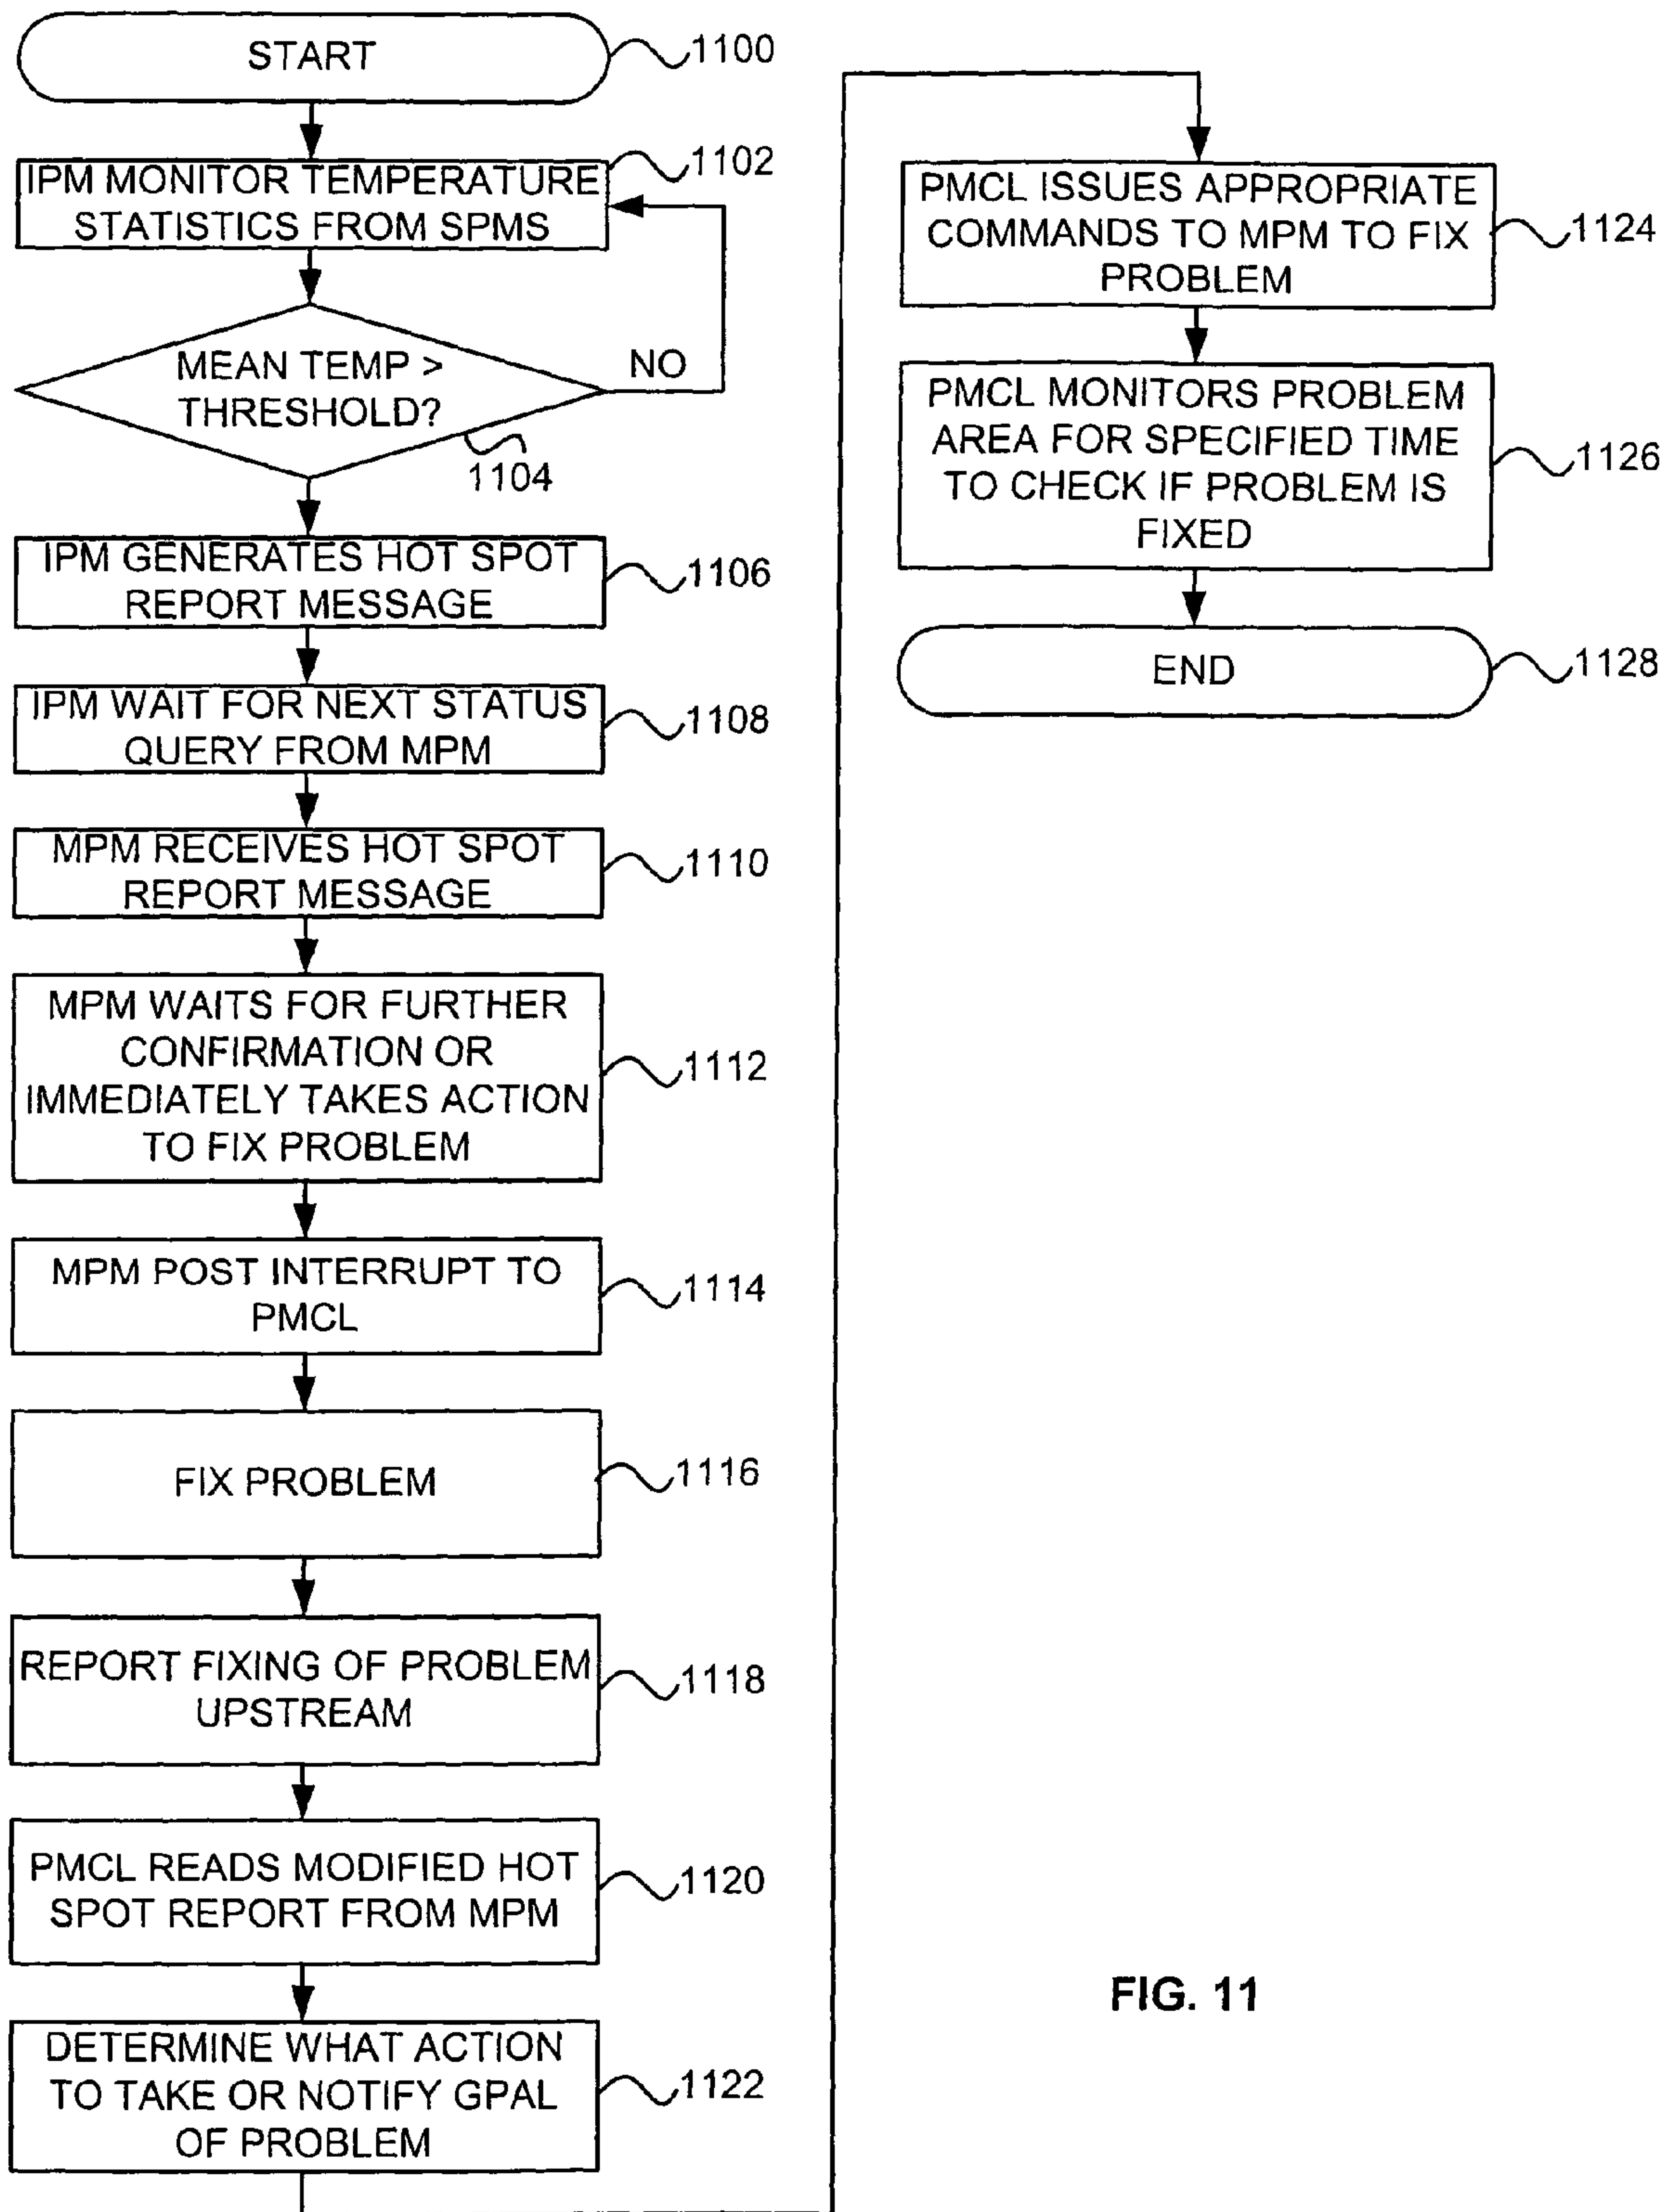 START
1100
IPM MONITOR TEMPERATURE
STATISTICS FROM SPMS
1102
MEAN TEMP >
THRESHOLD?
NO
1104
IPM GENERATES HOT SPOT
REPORT MESSAGE
1106
IPM WAIT FOR NEXT STATUS
QUERY FROM MPM
1108
MPM RECEIVES HOT SPOT
REPORT MESSAGE
1110
MPM WAITS FOR FURTHER
CONFIRMATION OR
IMMEDIATELY TAKES ACTION
TO FIX PROBLEM
1112
MPM POST INTERRUPT TO
PMCL
1114
FIX PROBLEM
1116
REPORT FIXING OF PROBLEM
UPSTREAM
1118
PMCL READS MODIFIED HOT
SPOT REPORT FROM MPM
1120
DETERMINE WHAT ACTION
TO TAKE OR NOTIFY GPAL
OF PROBLEM
1122
PMCL ISSUES APPROPRIATE
COMMANDS TO MPM TO FIX
PROBLEM
1124
PMCL MONITORS PROBLEM
AREA FOR SPECIFIED TIME
TO CHECK IF PROBLEM IS
FIXED
1126
END
1128
FIG. 11